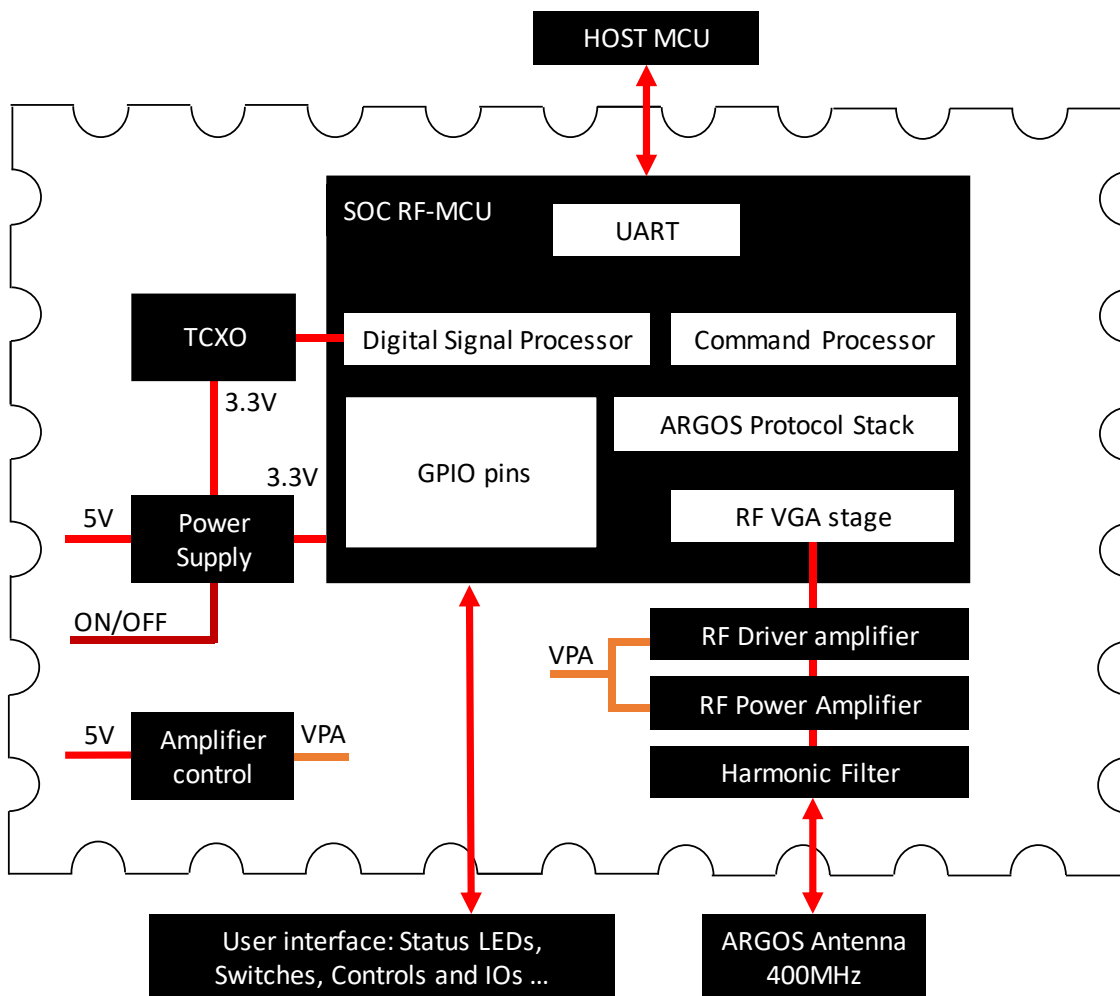 HOST MCU
SOC RF-MCU
UART
TCXO
Digital Signal Processor
Command Processor
3.3V
GPIO pins
ARGOS Protocol Stack
3.3V
5V
Power
Supply
RF VGA stage
ON/OFF
RF Driver amplifier
VPA
RF Power Amplifier
5V
Amplifier
control
VPA
Harmonic Filter
User interface: Status LEDs,
Switches, Controls and IOs ...
ARGOS Antenna
400MHz